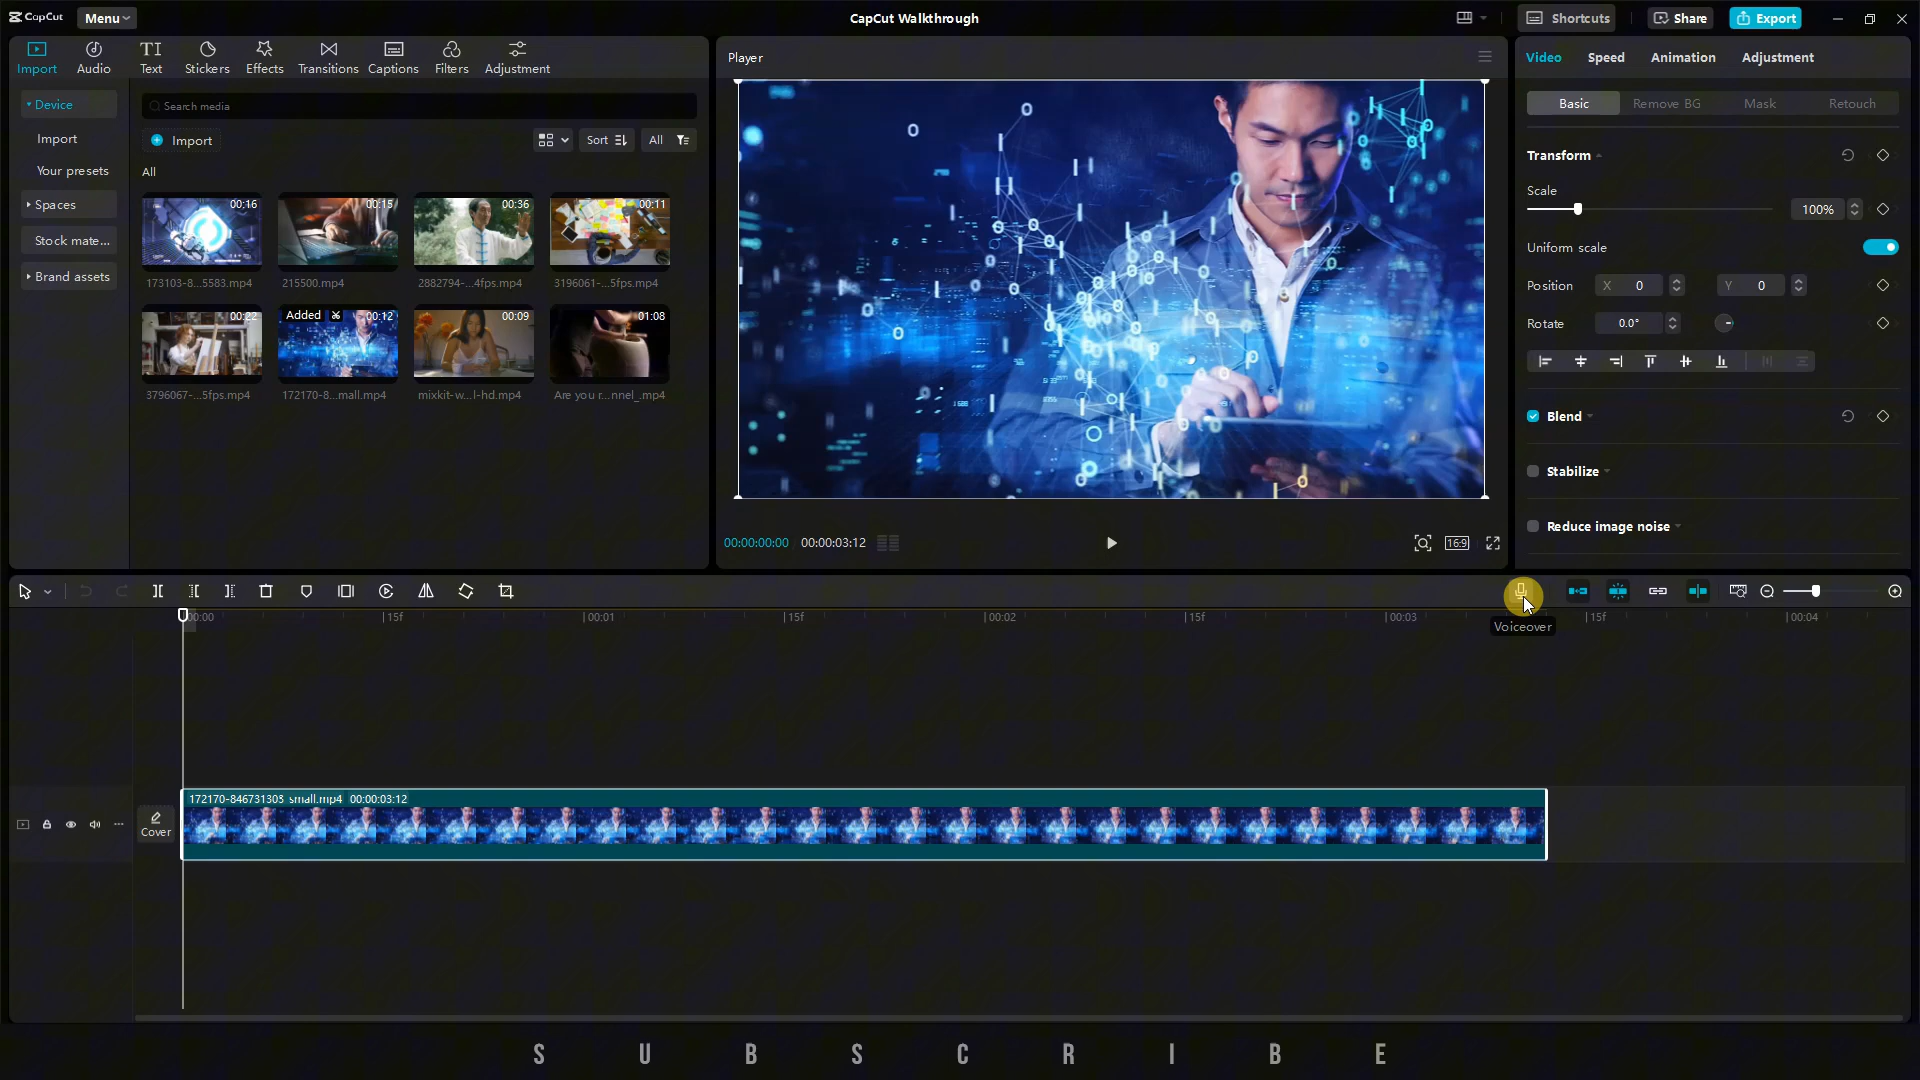 CapCut
Menu
CapCut Walkthrough
Shortcuts
Share
Export
Import
Audio
TI
Text
Stickers
Effects
Transitions
Captions
Filters
Adjustment
Device
Import
Your presets
Spaces
Stock mate...
Brand assets
Search media
Import
Sort
All
All
00:16
173103-8...5583.mp4
00:15
215500.mp4
00:36
2882794-...4fps.mp4
00:11
3196061-...5fps.mp4
00:22
3796067-...5fps.mp4
Added
00:12
172170-8...mall.mp4
00:09
mixkit-w...l-hd.mp4
01:08
Are you r...nnel_.mp4
Player
00:00:00:00
00:00:03:12
16:9
Video
Speed
Animation
Adjustment
Basic
Remove BG
Mask
Retouch
Transform
Scale
100%
Uniform scale
Position
X 0
Y 0
Rotate
0.0°
Blend
Stabilize
Reduce image noise
Voiceover
00:00
15f
00:01
15f
00:02
15f
00:03
15f
00:04
Cover
172170-846731303_small.mp4 00:00:03:12
SUBSCRIBE